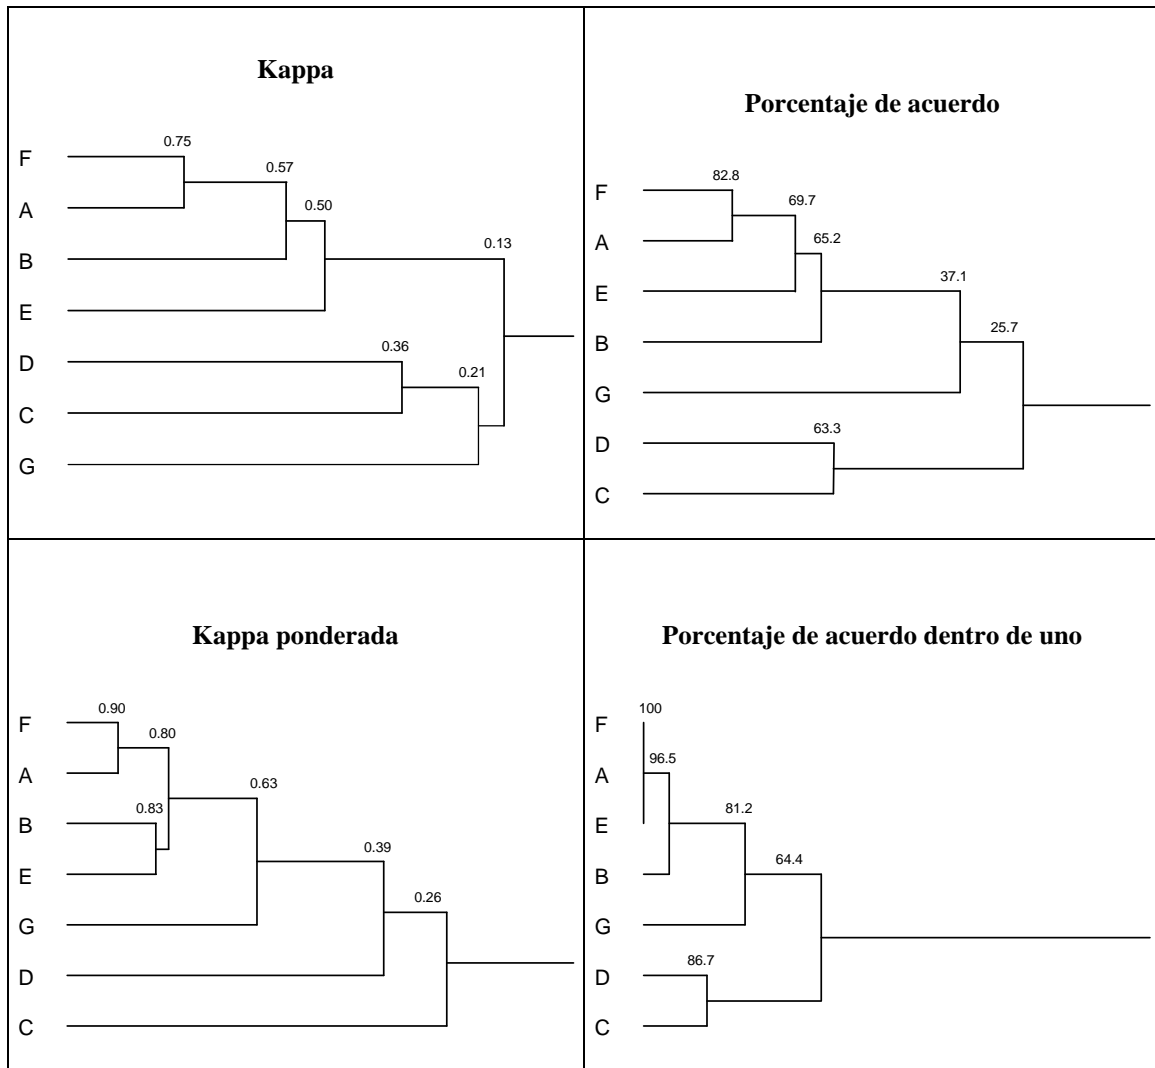 Kappa
0.75
F
0.57
A
0.50
B
0.13
E
0.36
D
0.21
C
G
Porcentaje de acuerdo
82.8
F
69.7
A
65.2
E
37.1
25.7
B
G
63.3
D
C
Kappa ponderada
0.90
F
0.80
A
0.63
0.83
B
0.39
E
0.26
G
D
C
Porcentaje de acuerdo dentro de uno
100
F
96.5
A
81.2
E
64.4
B
G
86.7
D
C